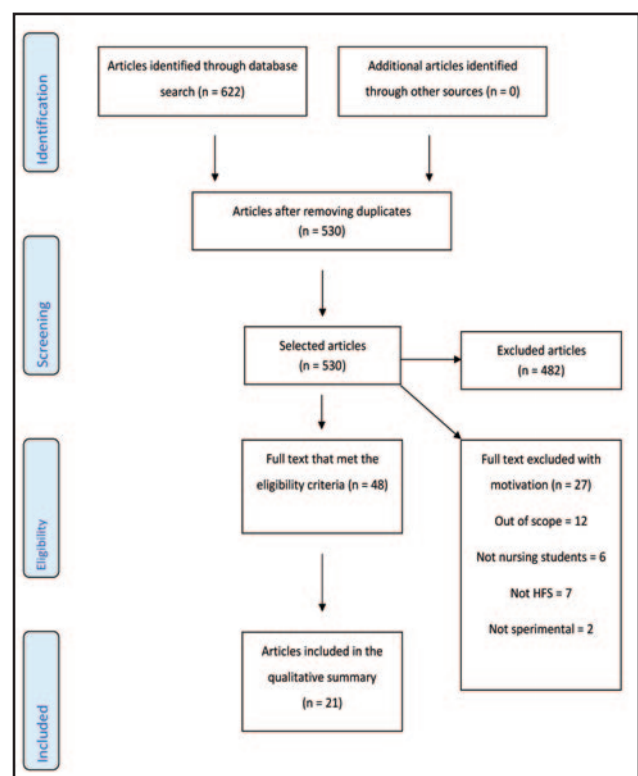 Identification
Articles identified through database
search (n = 622)
Additional articles identified
through other sources (n = 0)
Articles after removing duplicates
(n = 530)
Screening
Selected articles
(n = 530)
Excluded articles
(n = 482)
Eligibility
Full text that met the
eligibility criteria (n = 48)
Full text excluded with
motivation (n = 27)
Out of scope = 12
Not nursing students = 6
Not HFS = 7
Not sperimental = 2
Included
Articles included in the
qualitative summary
(n = 21)